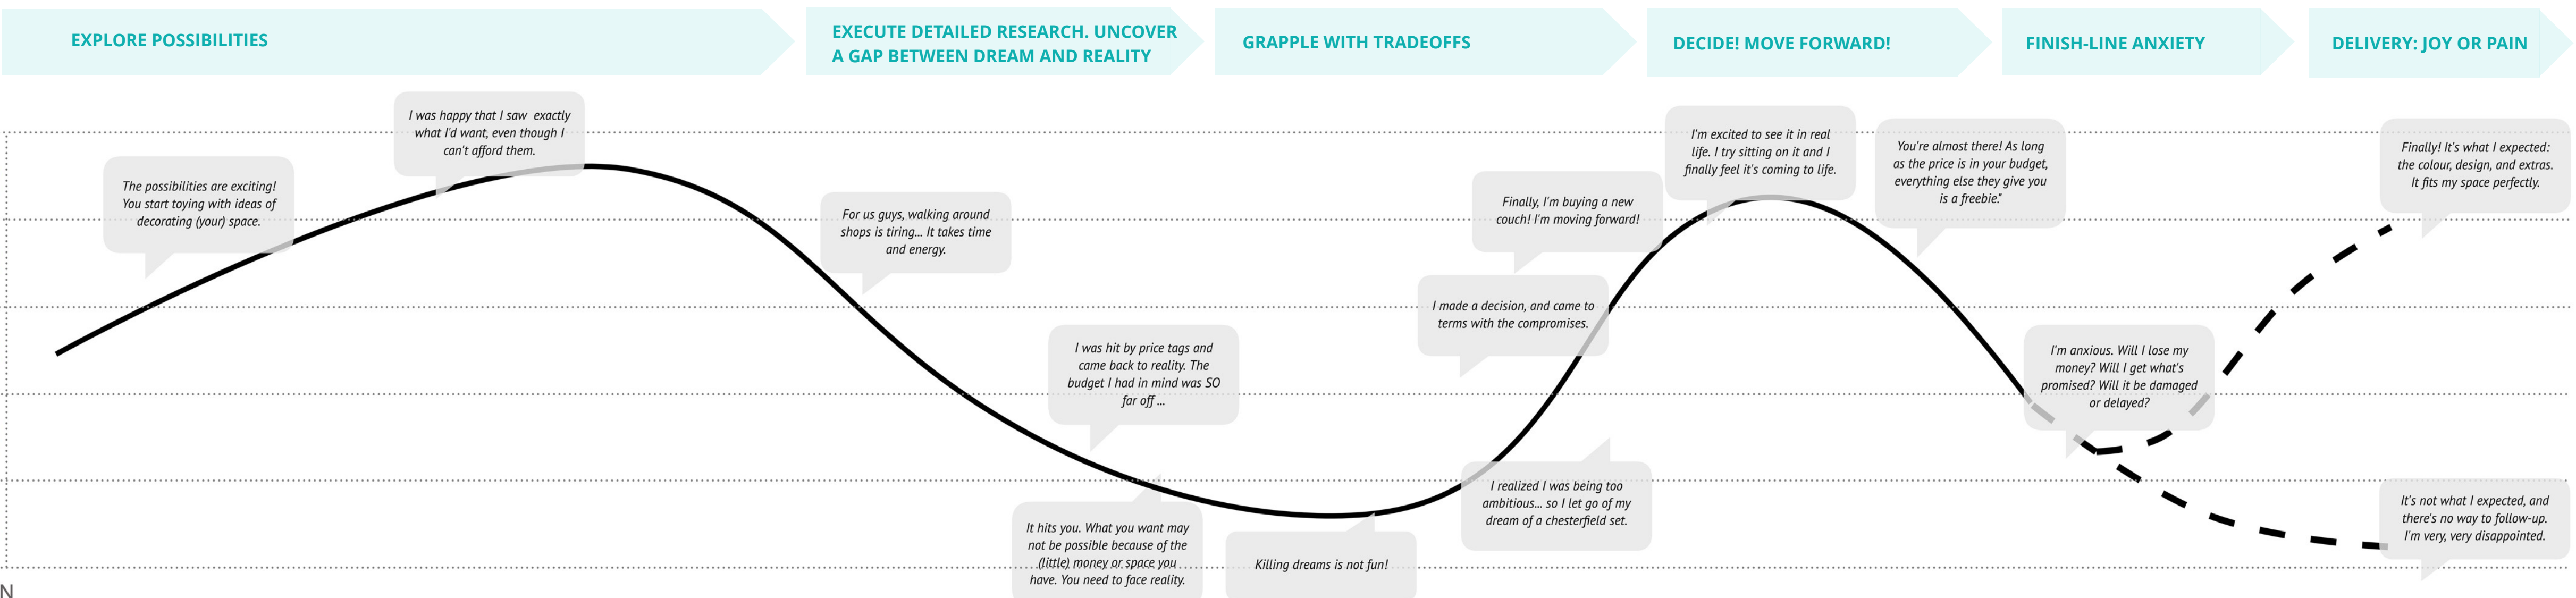 EXPLORE POSSIBILITIES
EXECUTE DETAILED RESEARCH. UNCOVER
A GAP BETWEEN DREAM AND REALITY
GRAPPLE WITH TRADEOFFS
DECIDE! MOVE FORWARD!
FINISH-LINE ANXIETY
DELIVERY: JOY OR PAIN
The possibilities are exciting!
You start toying with ideas of
decorating (your) space.
I was happy that I saw exactly
what I'd want, even though I
can't afford them.
For us guys, walking around
shops is tiring... It takes time
and energy.
I was hit by price tags and
came back to reality. The
budget I had in mind was SO
far off ...
It hits you. What you want may
not be possible because of the
(little) money or space you
have. You need to face reality.
Killing dreams is not fun!
I realized I was being too
ambitious... so I let go of my
dream of a chesterfield set.
I made a decision, and came to
terms with the compromises.
Finally, I'm buying a new
couch! I'm moving forward!
I'm excited to see it in real
life. I try sitting on it and I
finally feel it's coming to life.
You're almost there! As long
as the price is in your budget,
everything else they give you
is a freebie."
I'm anxious. Will I lose my
money? Will I get what's
promised? Will it be damaged
or delayed?
Finally! It's what I expected:
the colour, design, and extras.
It fits my space perfectly.
It's not what I expected, and
there's no way to follow-up.
I'm very, very disappointed.
N